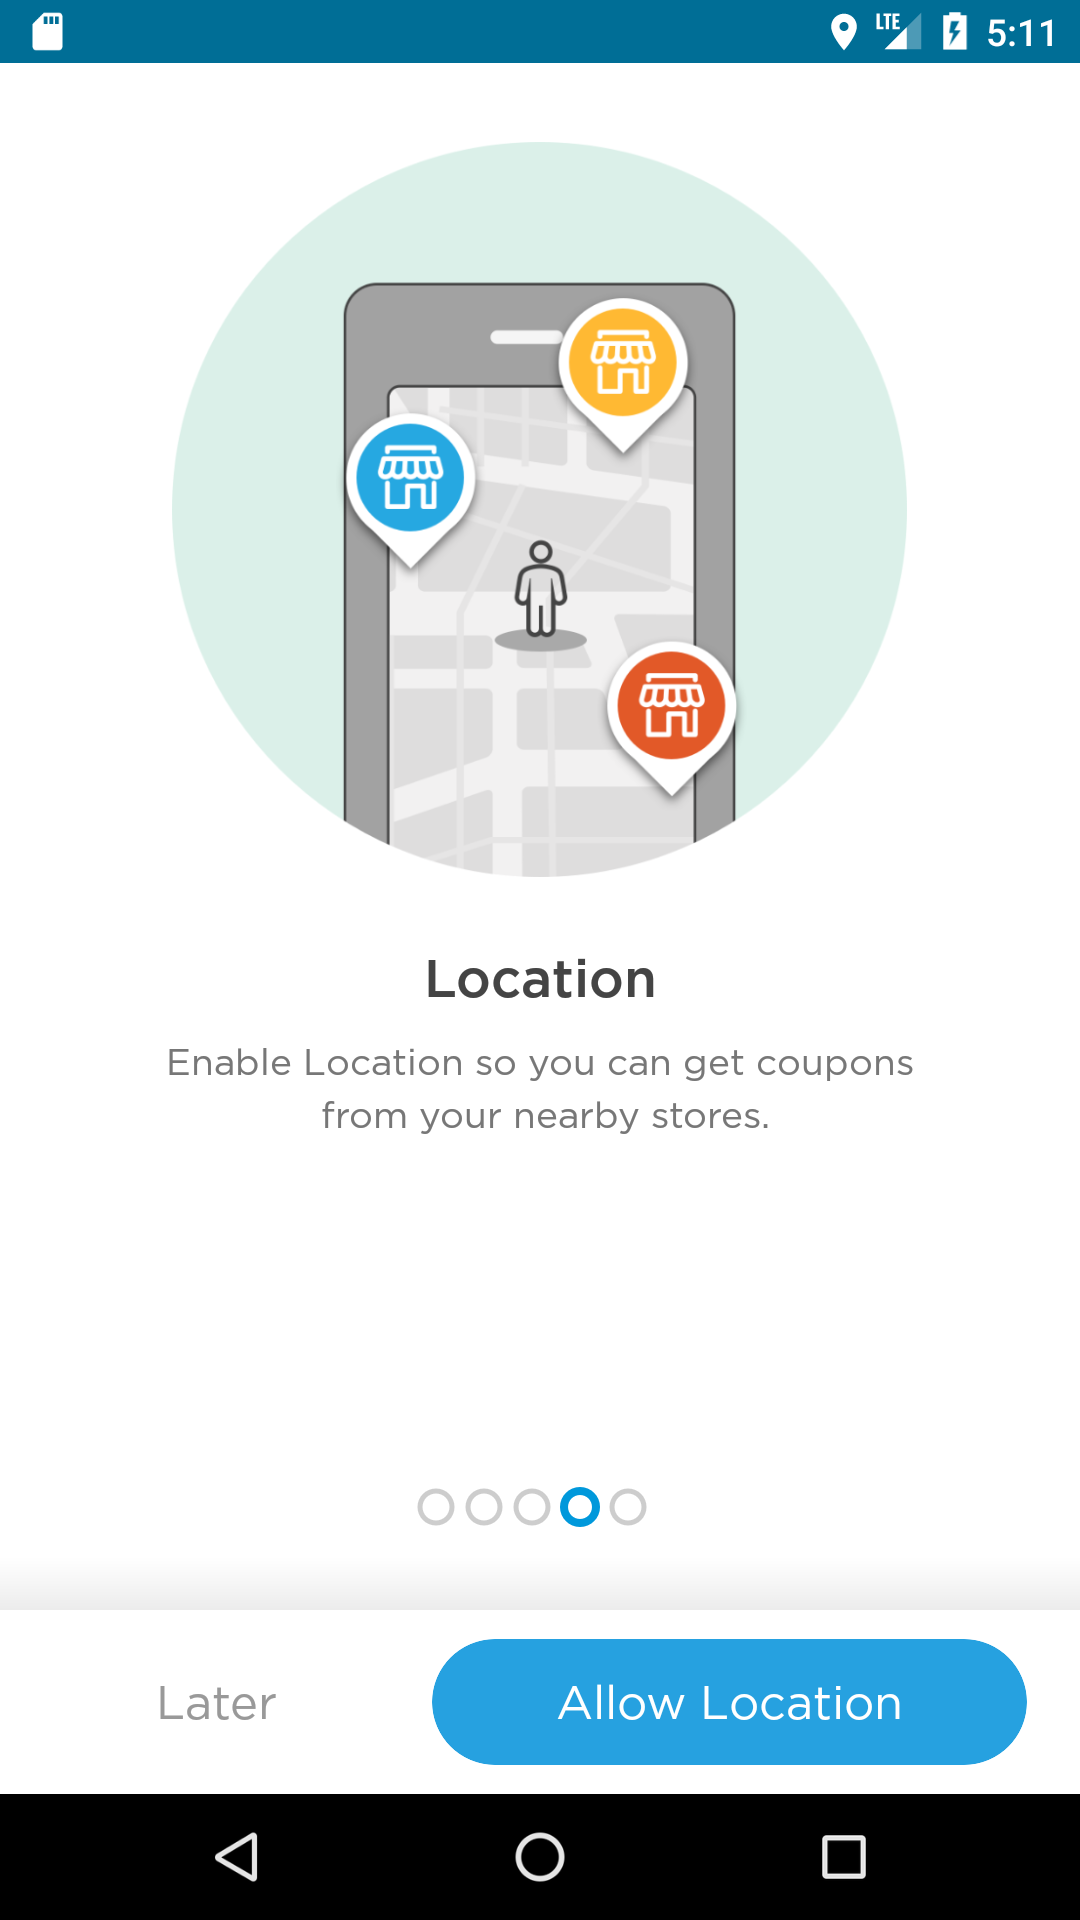 LTE 5:11
Location
Enable Location so you can get coupons
from your nearby stores.
Later
Allow Location